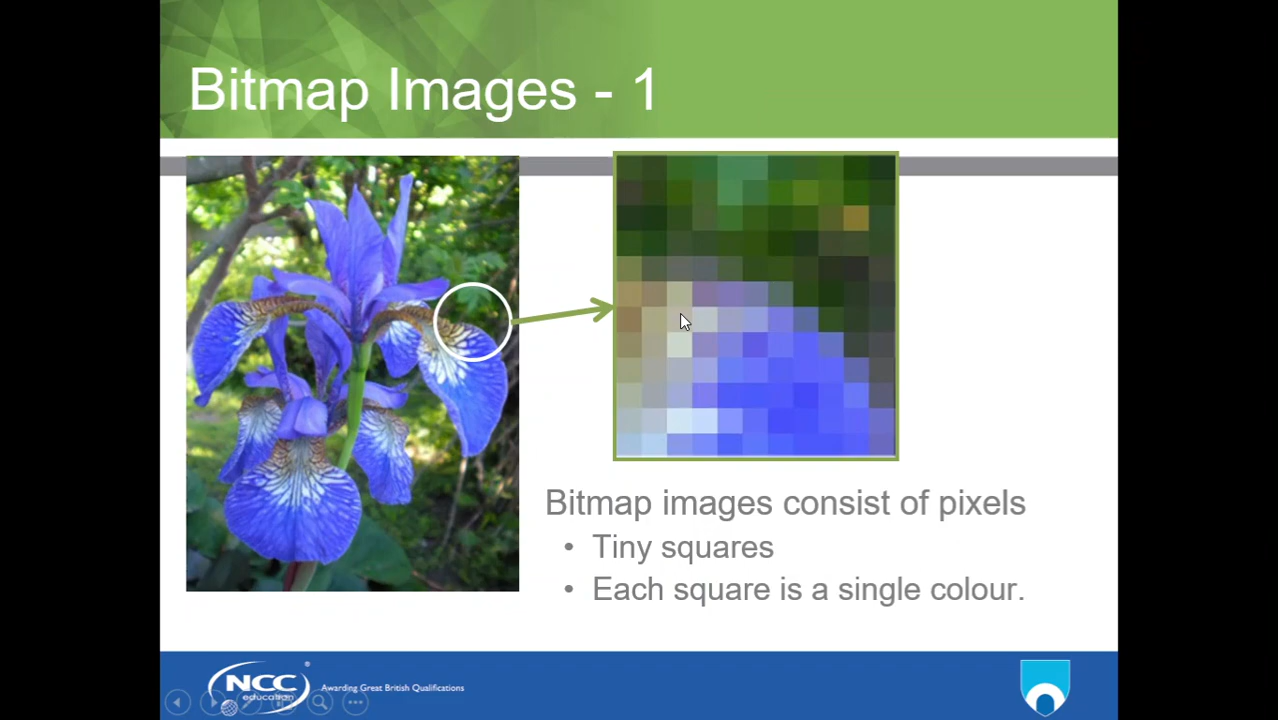 Bitmap Images - 1
Bitmap images consist of pixels
• Tiny squares
• Each square is a single colour.
NCC
education
®
Awarding Great British Qualifications